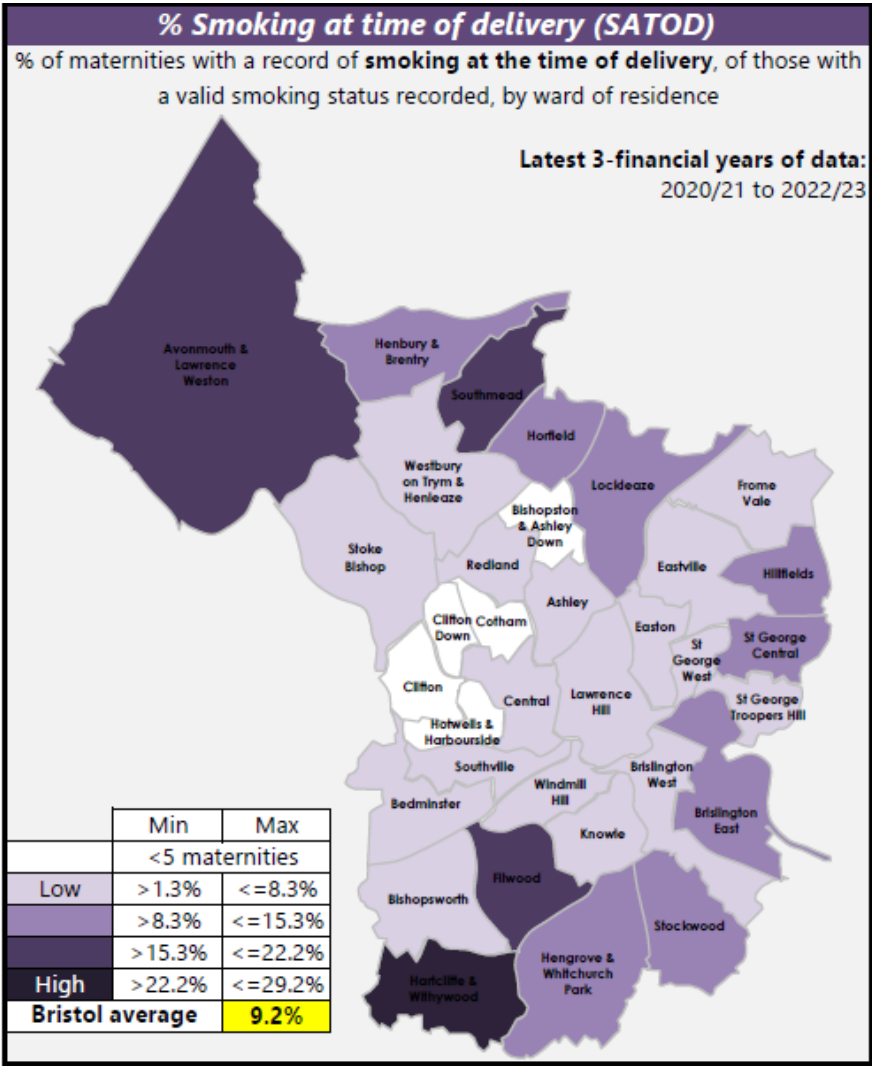 % Smoking at time of delivery (SATOD)
% of maternities with a record of smoking at the time of delivery, of those with
a valid smoking status recorded, by ward of residence
Latest 3-financial years of data:
2020/21 to 2022/23
Avonmouth &
Lawrence
Weston
Henbury &
Brentry
Southmead
Horfield
Westbury
on Trym &
Henleaze
Lockleaze
Frome
Vale
Bishopston
& Ashley
Down
Stoke
Bishop
Redland
Eastville
Hillfields
Ashley
Clifton
Down
Cotham
Easton
St
George
West
St George
Central
Clifton
Central
Lawrence
Hill
St George
Troopers Hill
Hotwells &
Harbourside
Southville
Brislington
West
Windmill
Hill
Bedminster
Brislington
East
Knowle
Filwood
Bishopsworth
Stockwood
Hengrove &
Whitchurch
Park
Hartcliffe &
Withywood
Min Max
<5 maternities
Low >1.3% <=8.3%
>8.3% <=15.3%
>15.3% <=22.2%
High >22.2% <=29.2%
Bristol average 9.2%